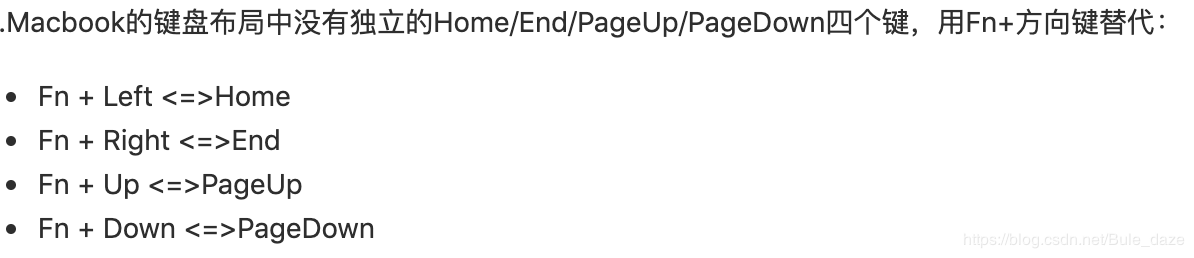 .Macbook的键盘布局中没有独立的Home/End/PageUp/PageDown四个键，用Fn+方向键替代：
• Fn + Left <=>Home
• Fn + Right <=>End
• Fn + Up <=>PageUp
• Fn + Down <=>PageDown
https://blog.csdn.net/Bule_daze